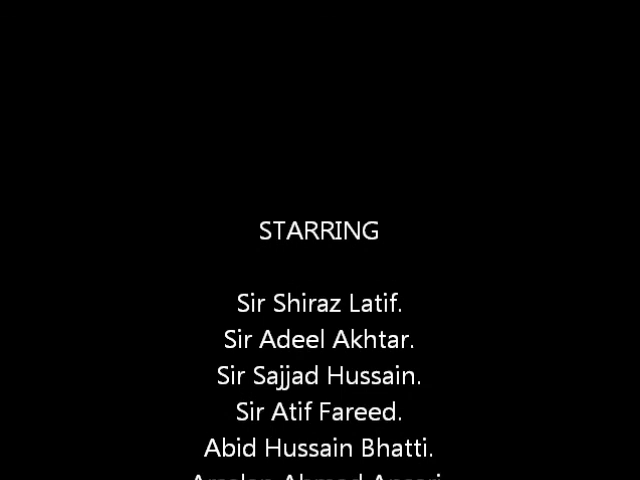 STARRING
Sir Shiraz Latif.
Sir Adeel Akhtar.
Sir Sajjad Hussain.
Sir Atif Fareed.
Abid Hussain Bhatti.